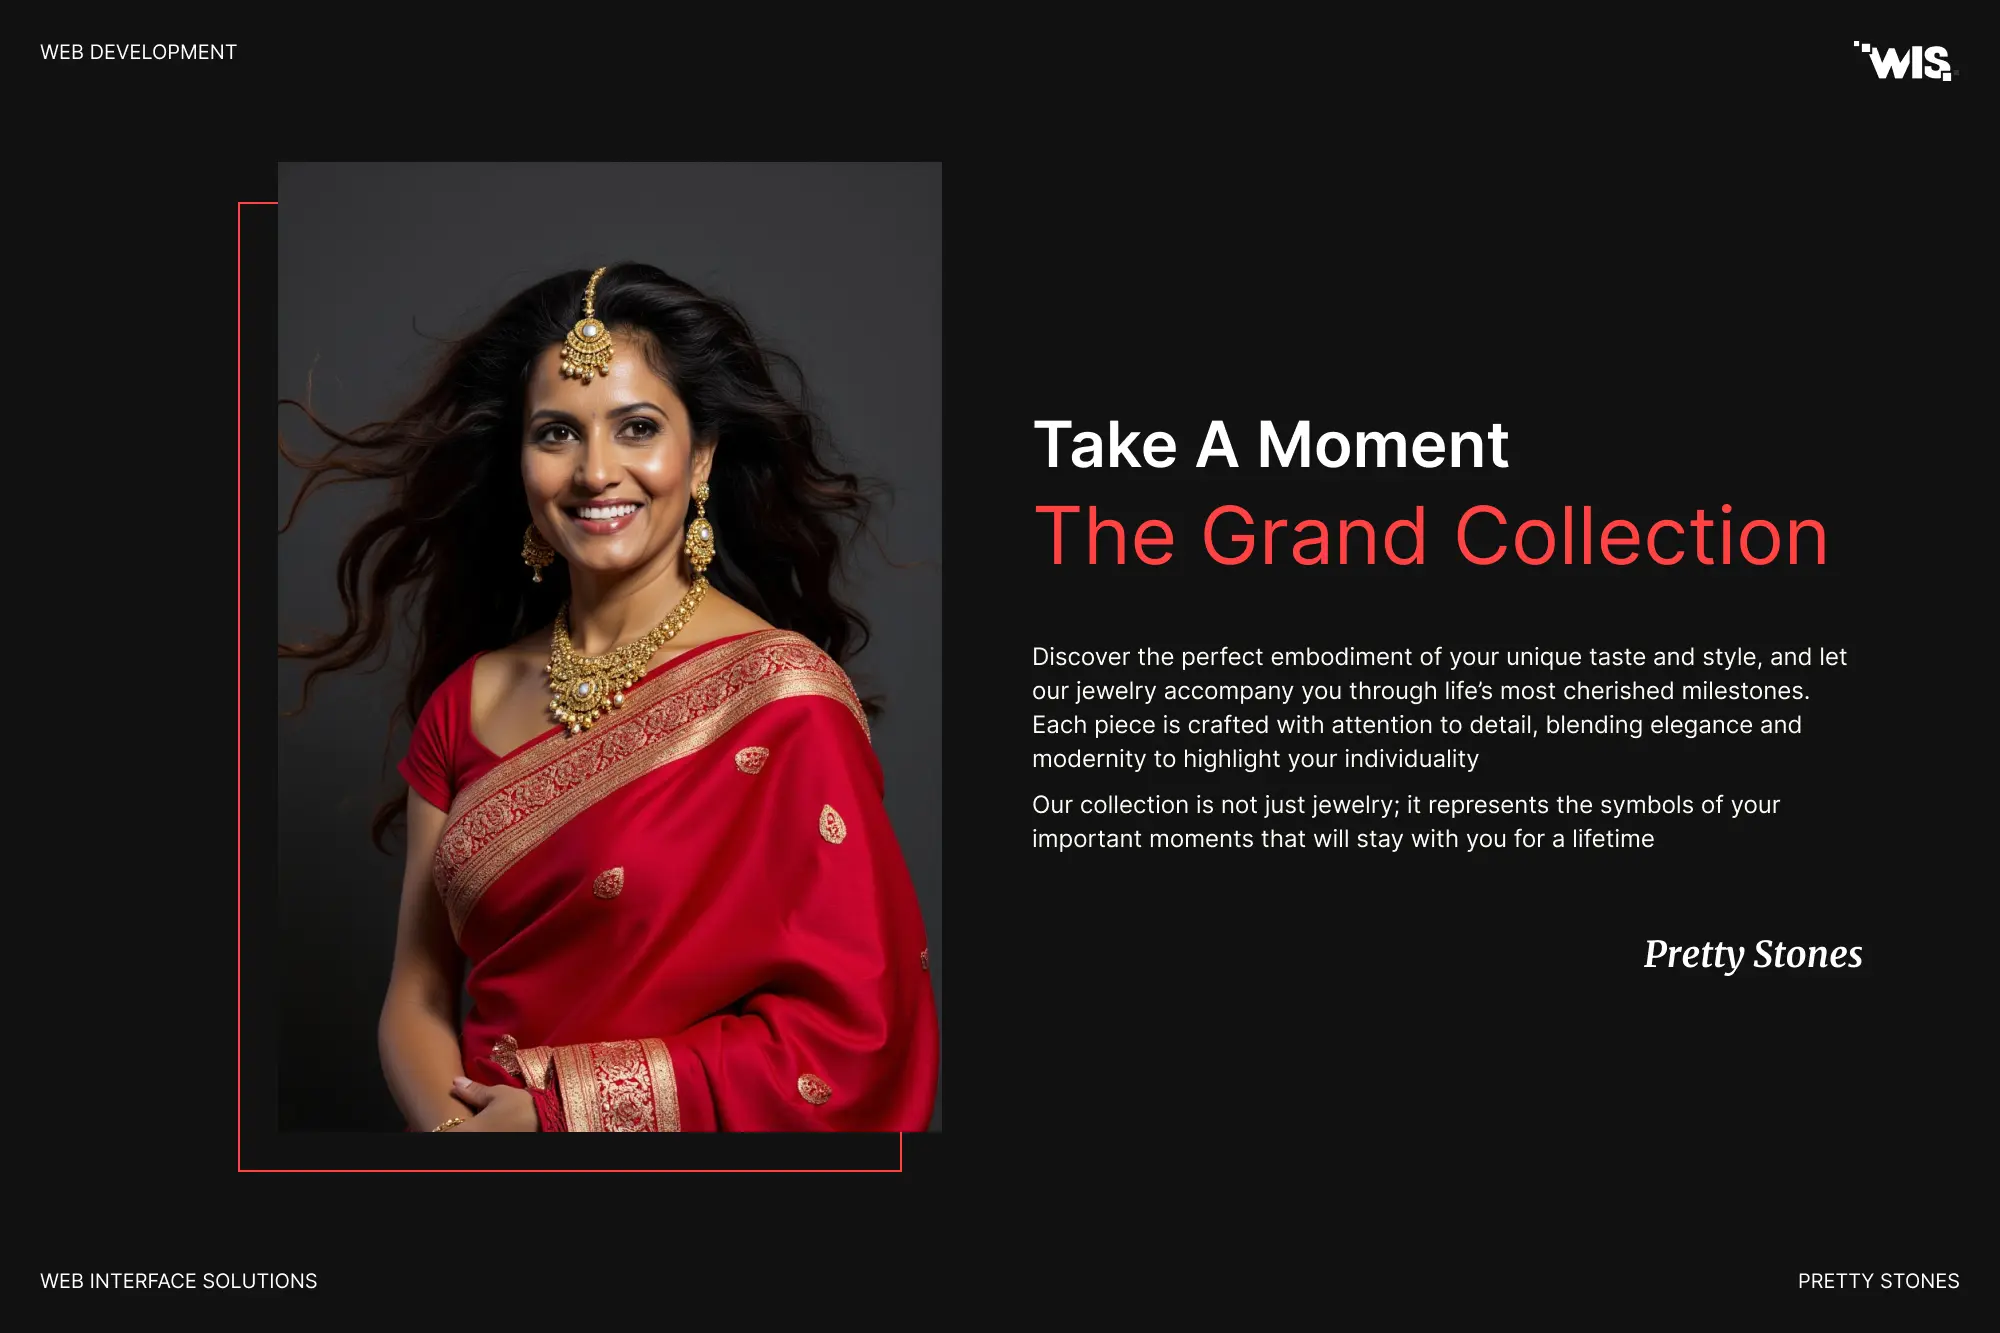 WEB DEVELOPMENT
WIS
Take A Moment
The Grand Collection
Discover the perfect embodiment of your unique taste and style, and let
our jewelry accompany you through life’s most cherished milestones.
Each piece is crafted with attention to detail, blending elegance and
modernity to highlight your individuality
Our collection is not just jewelry; it represents the symbols of your
important moments that will stay with you for a lifetime
Pretty Stones
WEB INTERFACE SOLUTIONS
PRETTY STONES